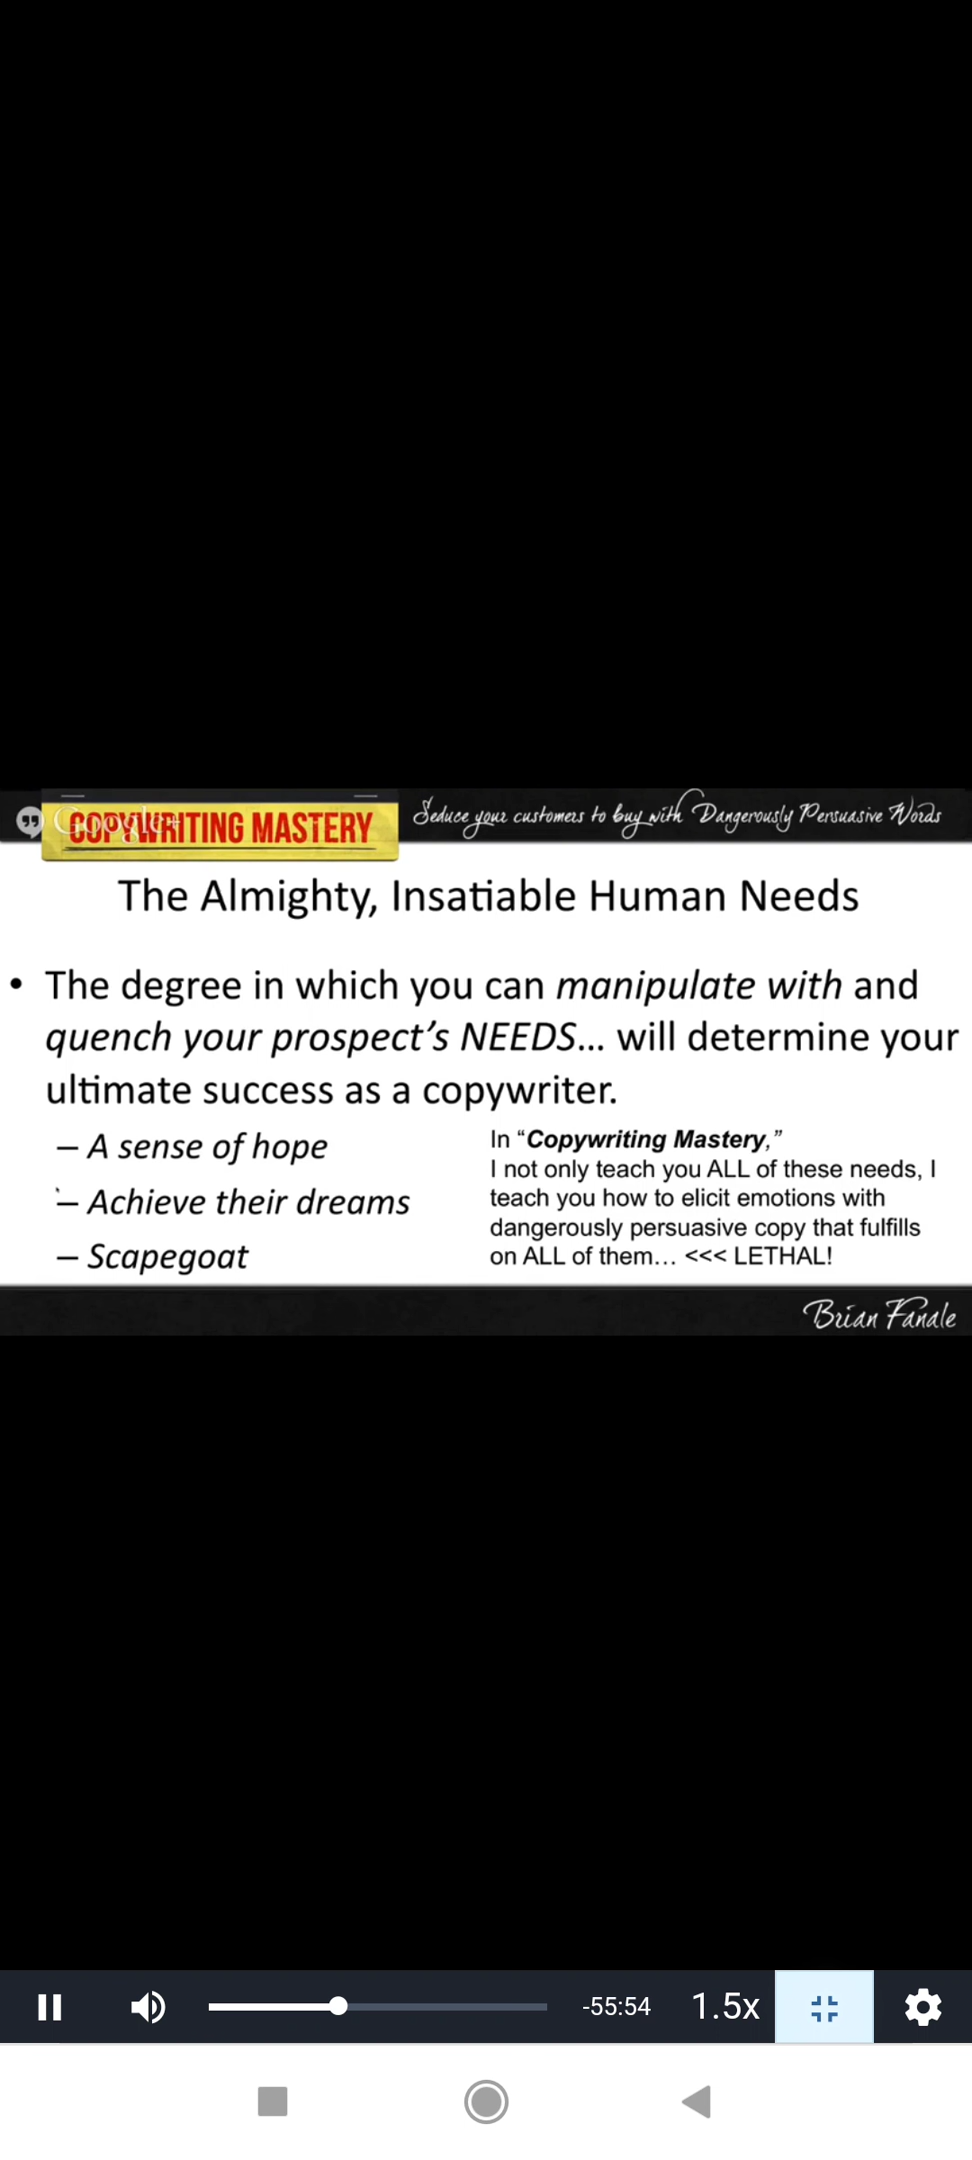 Google+
COPYWRITING MASTERY
Seduce your customers to buy with Dangerously Persuasive Words
The Almighty, Insatiable Human Needs
• The degree in which you can manipulate with and
quench your prospect's NEEDS... will determine your
ultimate success as a copywriter.
– A sense of hope
– Achieve their dreams
– Scapegoat
In "Copywriting Mastery,"
I not only teach you ALL of these needs, I
teach you how to elicit emotions with
dangerously persuasive copy that fulfills
on ALL of them... <<< LETHAL!
Brian Fanale
-55:54
1.5x